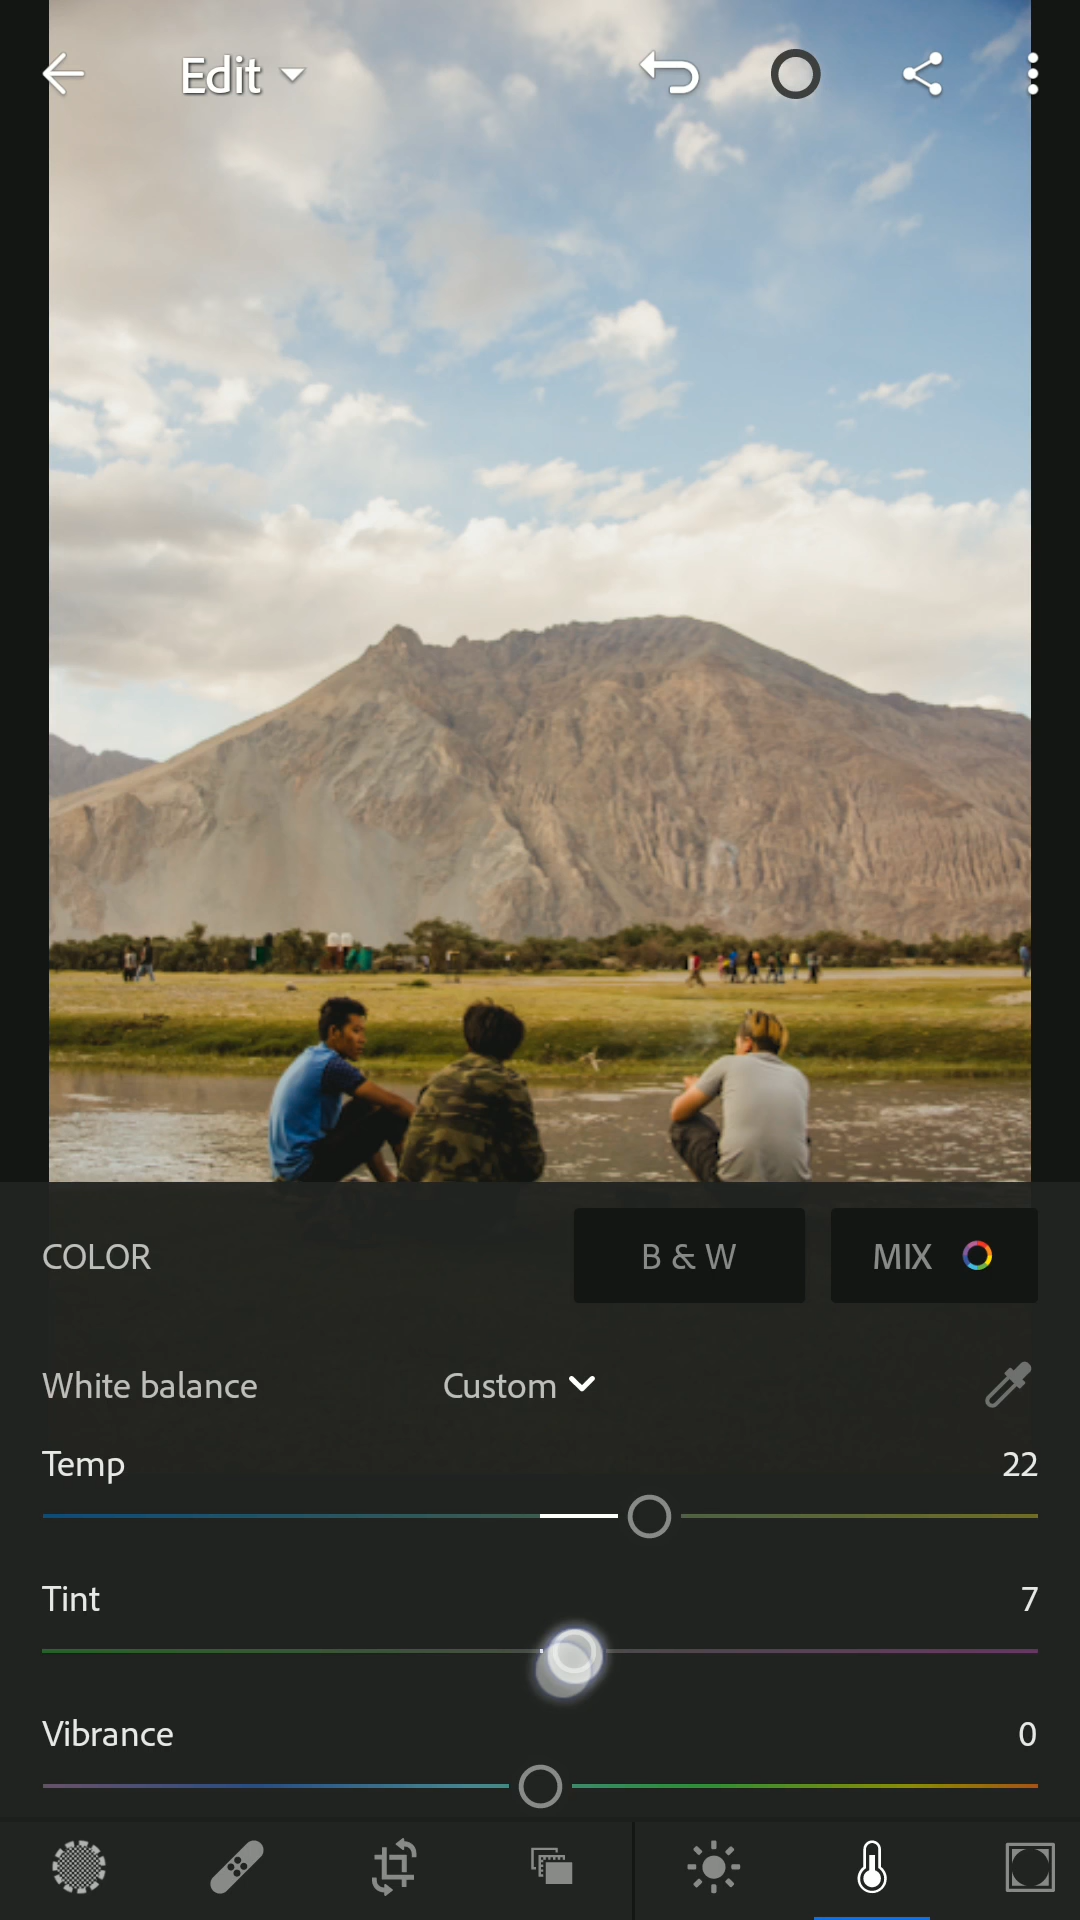 Edit
COLOR
B & W
MIX
White balance
Custom
Temp
22
Tint
7
Vibrance
0